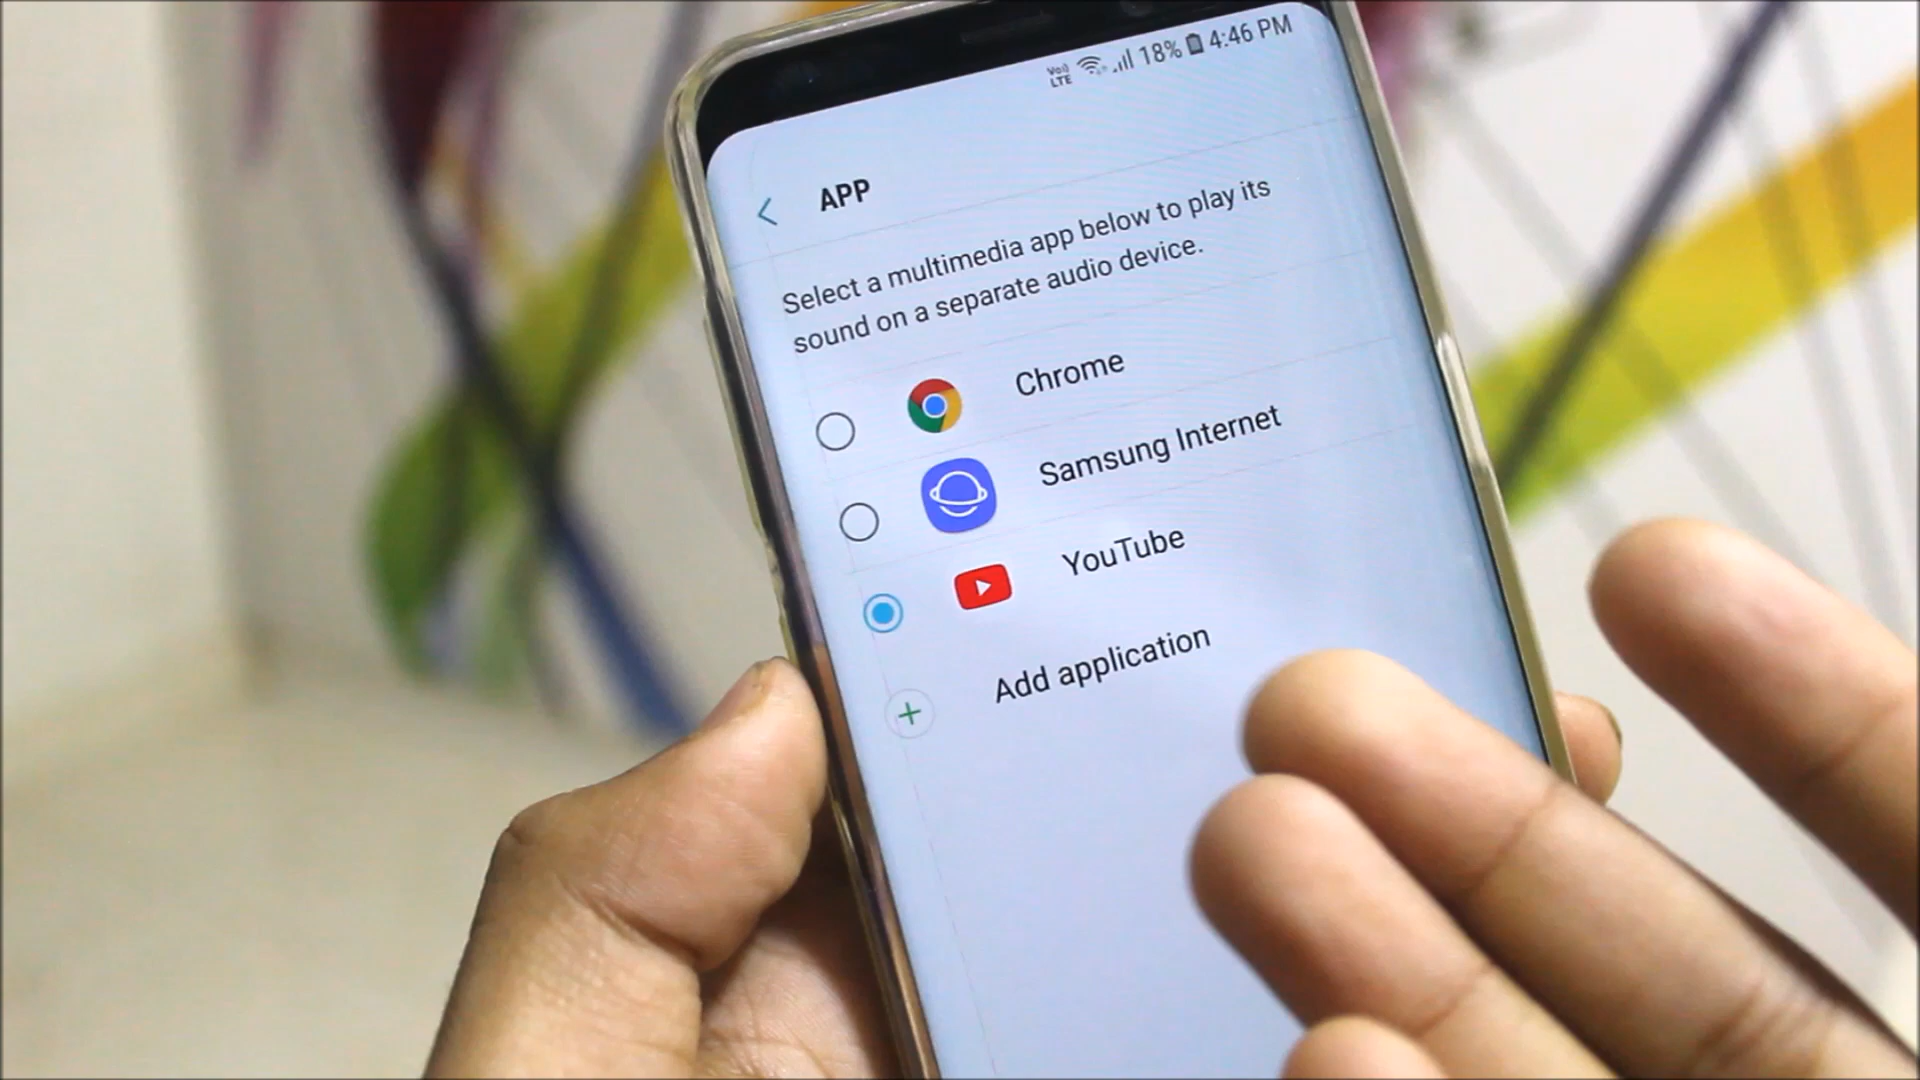 Vo))
LTE
18%
4:46 PM
APP
Select a multimedia app below to play its
sound on a separate audio device.
Chrome
Samsung Internet
YouTube
Add application